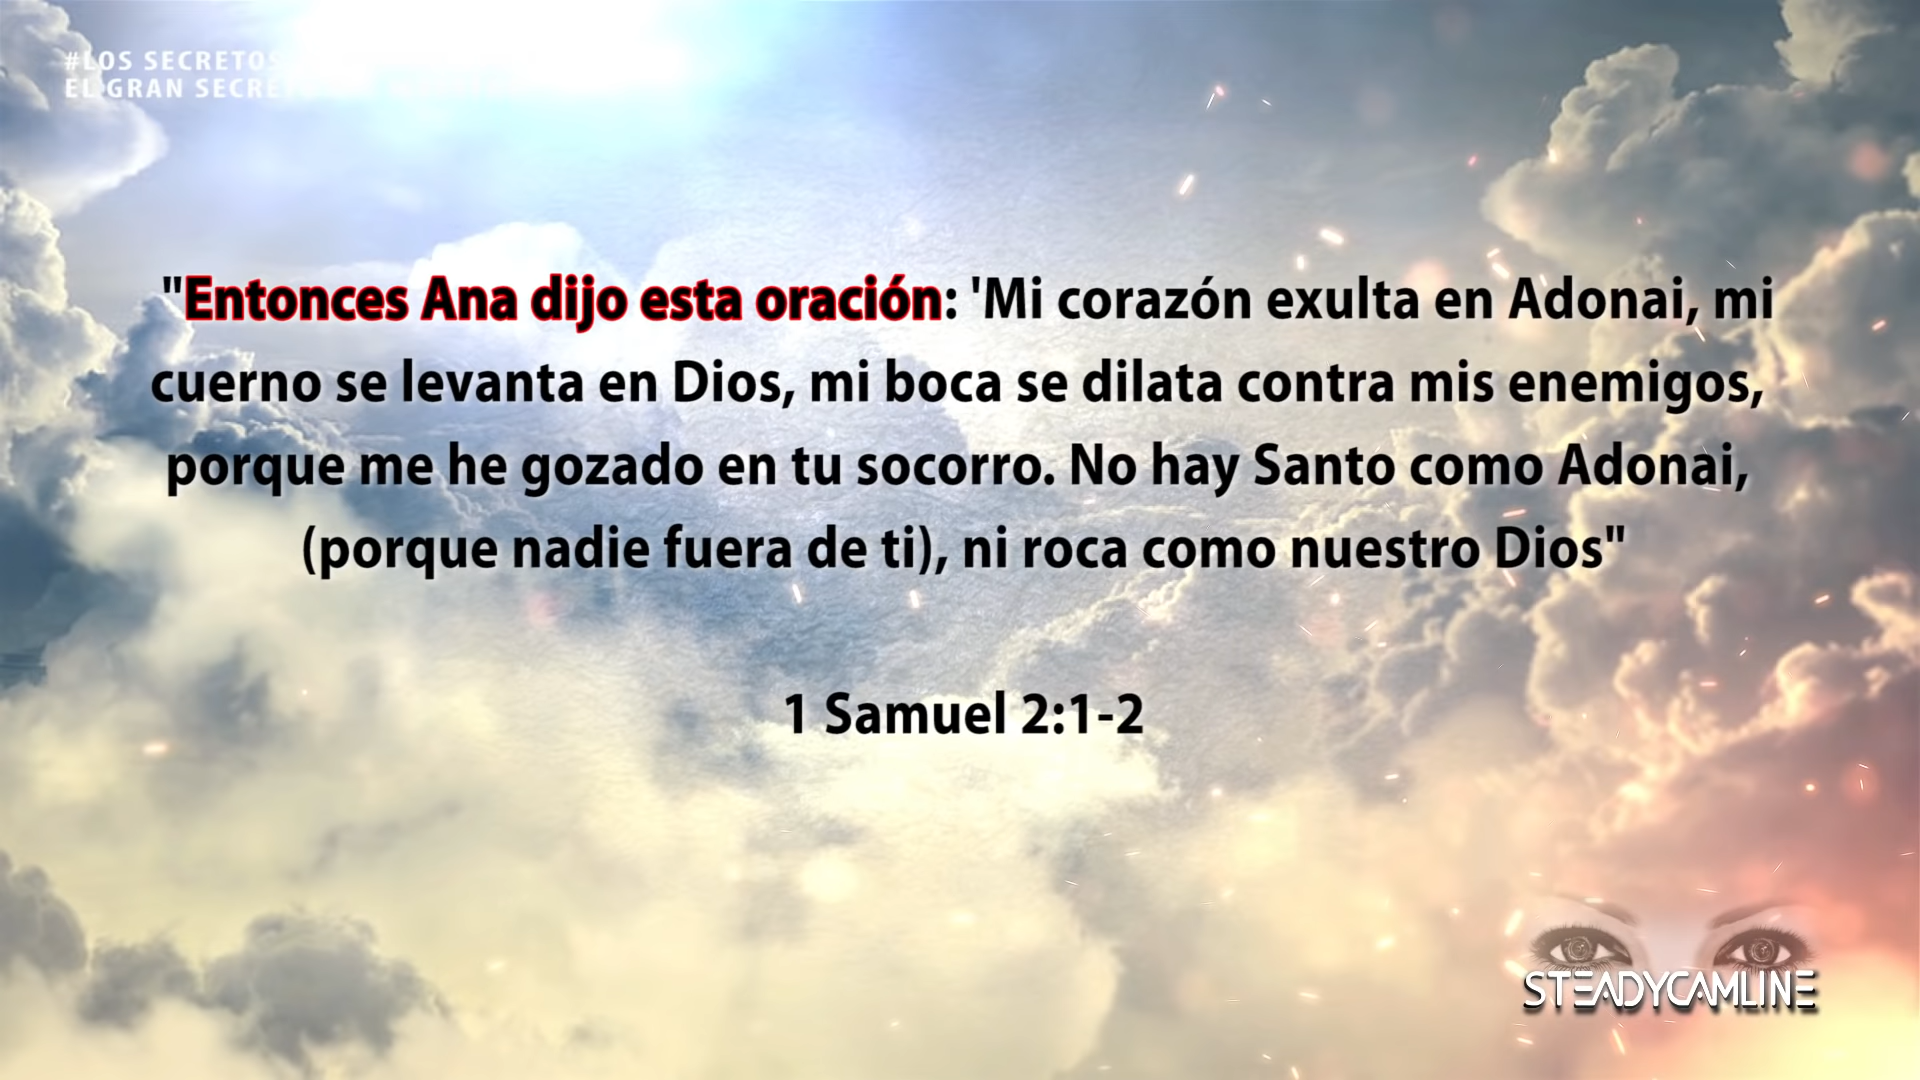 #LOS SECRETOS
EL GRAN
"Entonces Ana dijo esta oración: 'Mi corazón exulta en Adonai, mi
cuerno se levanta en Dios, mi boca se dilata contra mis enemigos,
porque me he gozado en tu socorro. No hay Santo como Adonai,
(porque nadie fuera de ti), ni roca como nuestro Dios"
1 Samuel 2:1-2
STEADYCAMLINE